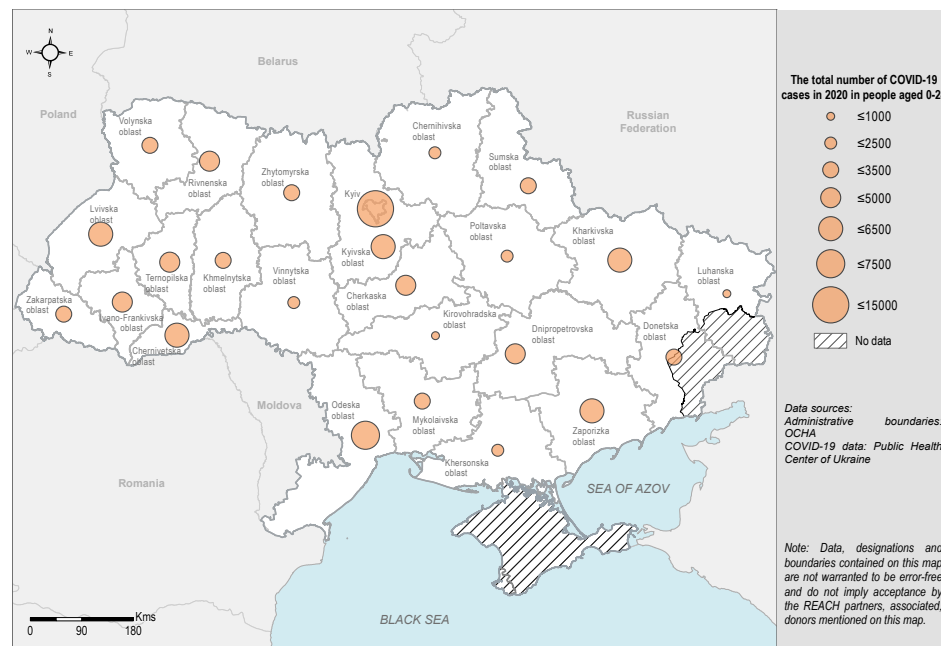 N
W
E
S
Belarus
Poland
Russian
Federation
Volynska
oblast
Rivnenska
oblast
Zhytomyrska
oblast
Chernihivska
oblast
Sumska
oblast
Kyiv
Lvivska
oblast
Ternopilska
oblast
Khmelnytska
oblast
Vinnytska
oblast
Kyivska
oblast
Cherkaska
oblast
Poltavska
oblast
Kharkivska
oblast
Luhanska
oblast
Zakarpatska
oblast
Ivano-Frankivska
oblast
Chernivetska
oblast
Kirovohradska
oblast
Dnipropetrovska
oblast
Donetska
oblast
Moldova
Odeska
oblast
Mykolaivska
oblast
Zaporizka
oblast
Khersonska
oblast
Romania
SEA OF AZOV
BLACK SEA
Kms
0 90 180
The total number of COVID-19
cases in 2020 in people aged 0-2
≤1000
≤2500
≤3500
≤5000
≤6500
≤7500
≤15000
No data
Data sources:
Administrative boundaries:
OCHA
COVID-19 data: Public Health
Center of Ukraine
Note: Data, designations and
boundaries contained on this map
are not warranted to be error-free
and do not imply acceptance by
the REACH partners, associated,
donors mentioned on this map.